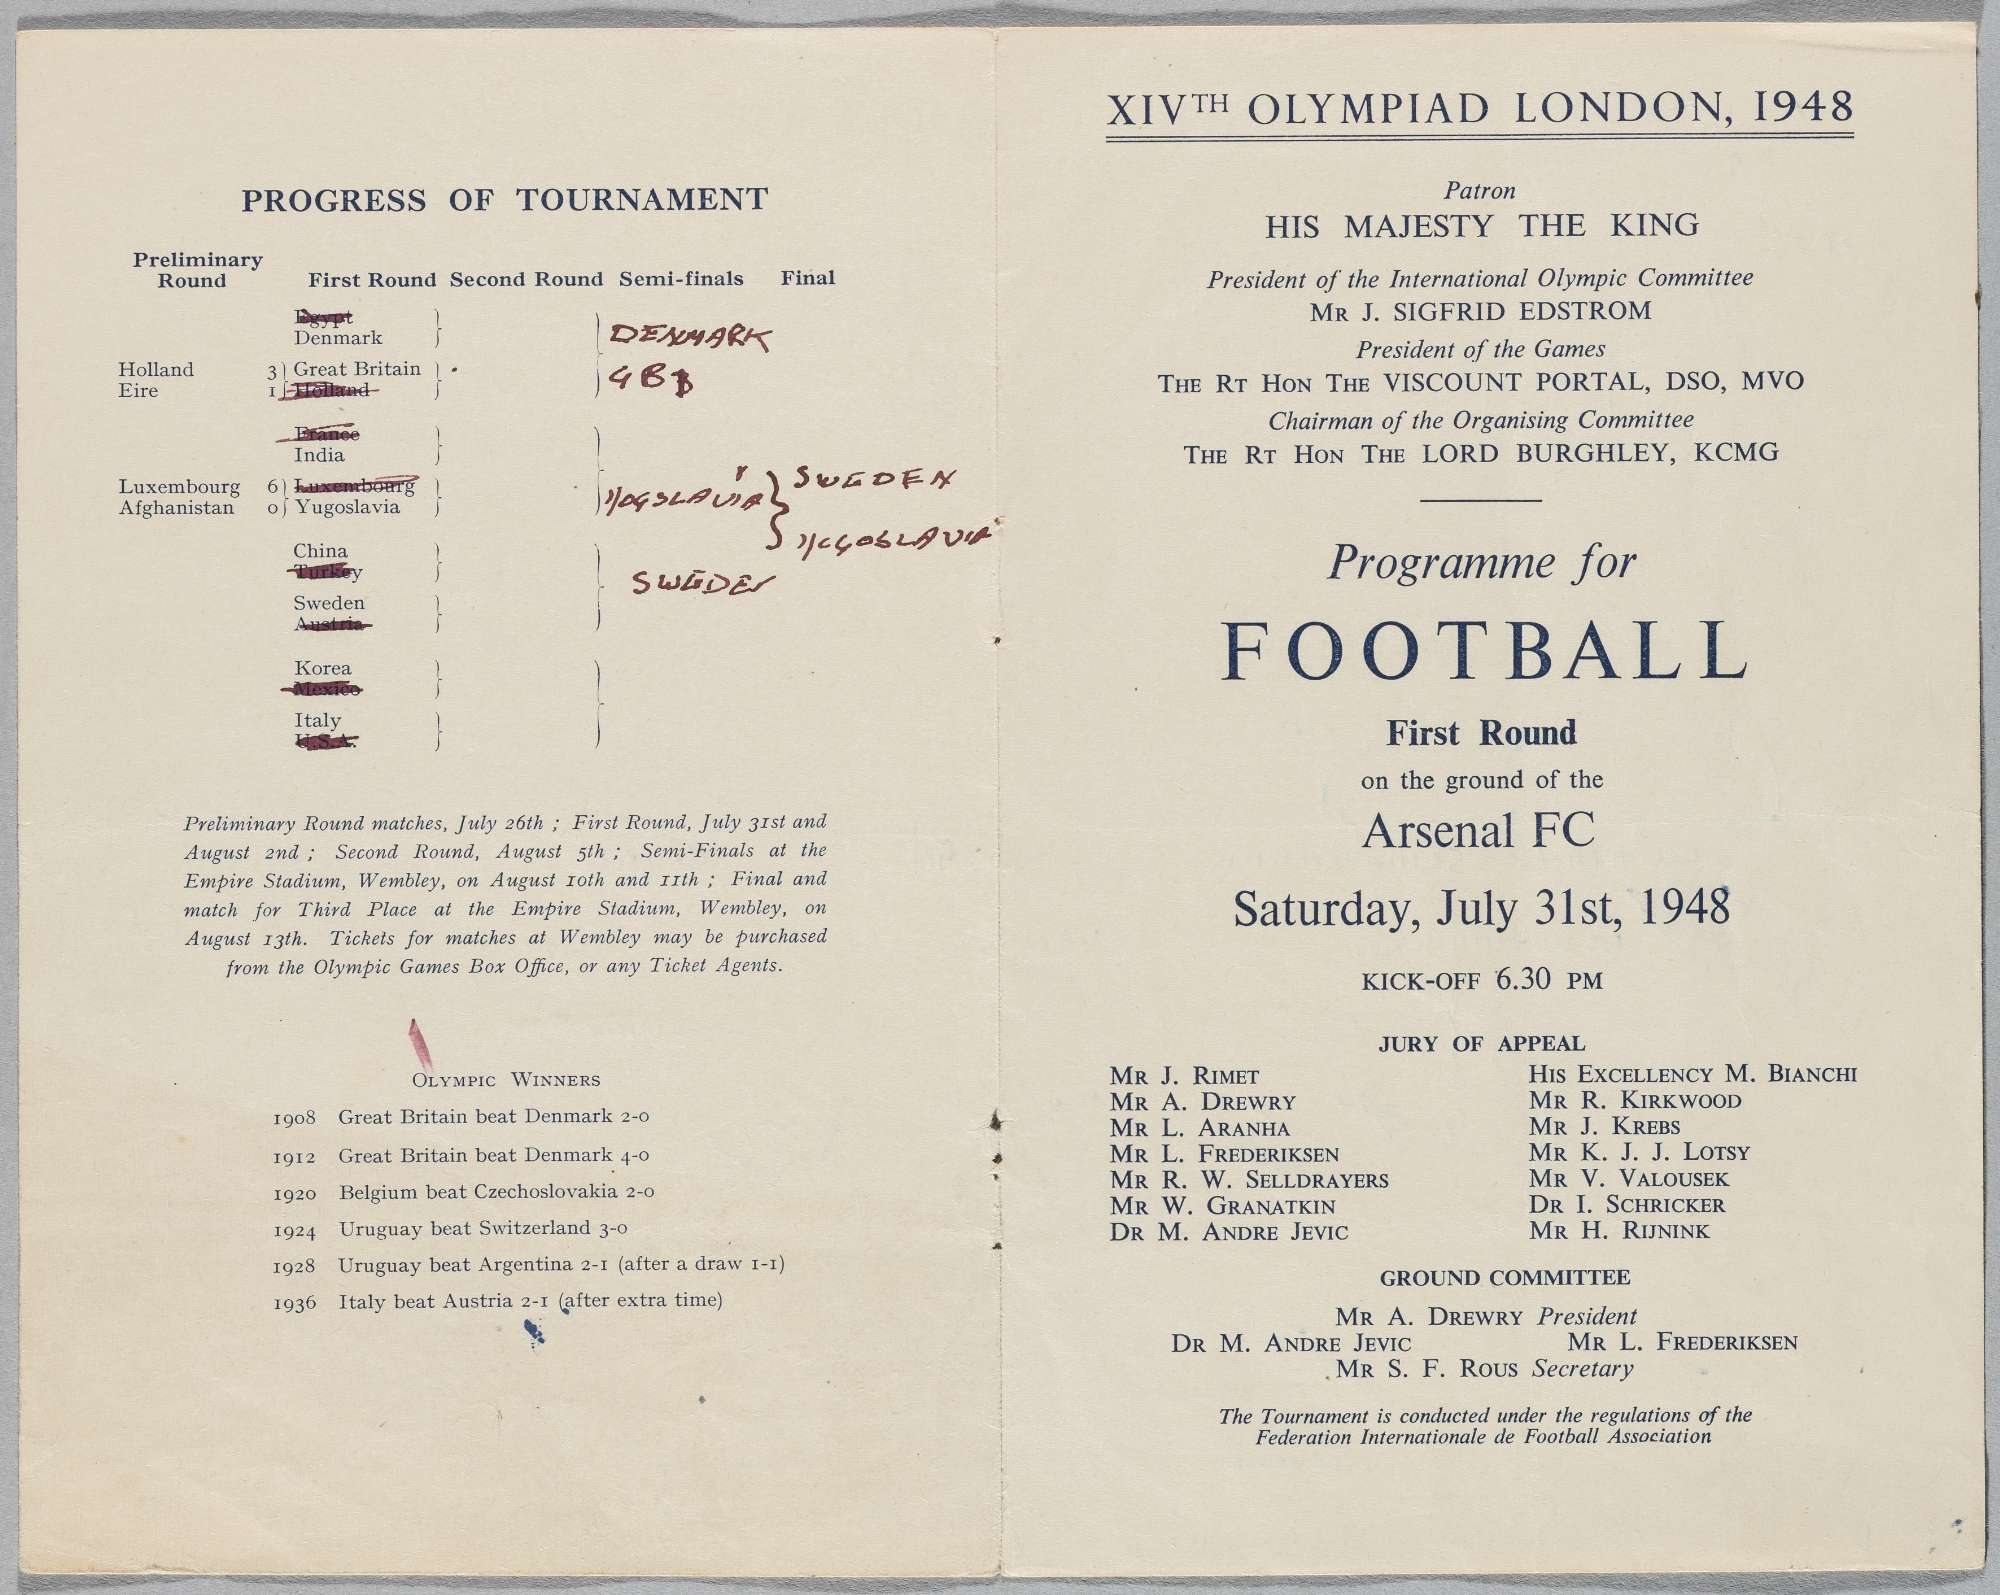 PROGRESS OF TOURNAMENT
Preliminary
Round First Round Second Round Semi-finals Final
Egypt
Denmark
DENMARK
Holland 3 Great Britain
Eire 1 Holland
GB
France
India
Luxembourg 6 Luxembourg
Afghanistan 0 Yugoslavia
YOGSLAVIA
SWEDEN
YUGOSLAVIA
China
Turkey
SWEDEN
Sweden
Austria
Korea
Mexico
Italy
U.S.A.
Preliminary Round matches, July 26th ; First Round, July 31st and
August 2nd ; Second Round, August 5th ; Semi-Finals at the
Empire Stadium, Wembley, on August 10th and 11th ; Final and
match for Third Place at the Empire Stadium, Wembley, on
August 13th. Tickets for matches at Wembley may be purchased
from the Olympic Games Box Office, or any Ticket Agents.
OLYMPIC WINNERS
1908 Great Britain beat Denmark 2-0
1912 Great Britain beat Denmark 4-0
1920 Belgium beat Czechoslovakia 2-0
1924 Uruguay beat Switzerland 3-0
1928 Uruguay beat Argentina 2-1 (after a draw 1-1)
1936 Italy beat Austria 2-1 (after extra time)
XIVTH OLYMPIAD LONDON, 1948
Patron
HIS MAJESTY THE KING
President of the International Olympic Committee
MR J. SIGFRID EDSTROM
President of the Games
THE RT HON THE VISCOUNT PORTAL, DSO, MVO
Chairman of the Organising Committee
THE RT HON THE LORD BURGHLEY, KCMG
Programme for
FOOTBALL
First Round
on the ground of the
Arsenal FC
Saturday, July 31st, 1948
KICK-OFF 6.30 PM
JURY OF APPEAL
MR J. RIMET HIS EXCELLENCY M. BIANCHI
MR A. DREWRY MR R. KIRKWOOD
MR L. ARANHA MR J. KREBS
MR L. FREDERIKSEN MR K. J. J. LOTSY
MR R. W. SELLDRAYERS MR V. VALOUSEK
MR W. GRANATKIN DR I. SCHRICKER
DR M. ANDRE JEVIC MR H. RIJNINK
GROUND COMMITTEE
MR A. DREWRY President
DR M. ANDRE JEVIC MR L. FREDERIKSEN
MR S. F. ROUS Secretary
The Tournament is conducted under the regulations of the
Federation Internationale de Football Association